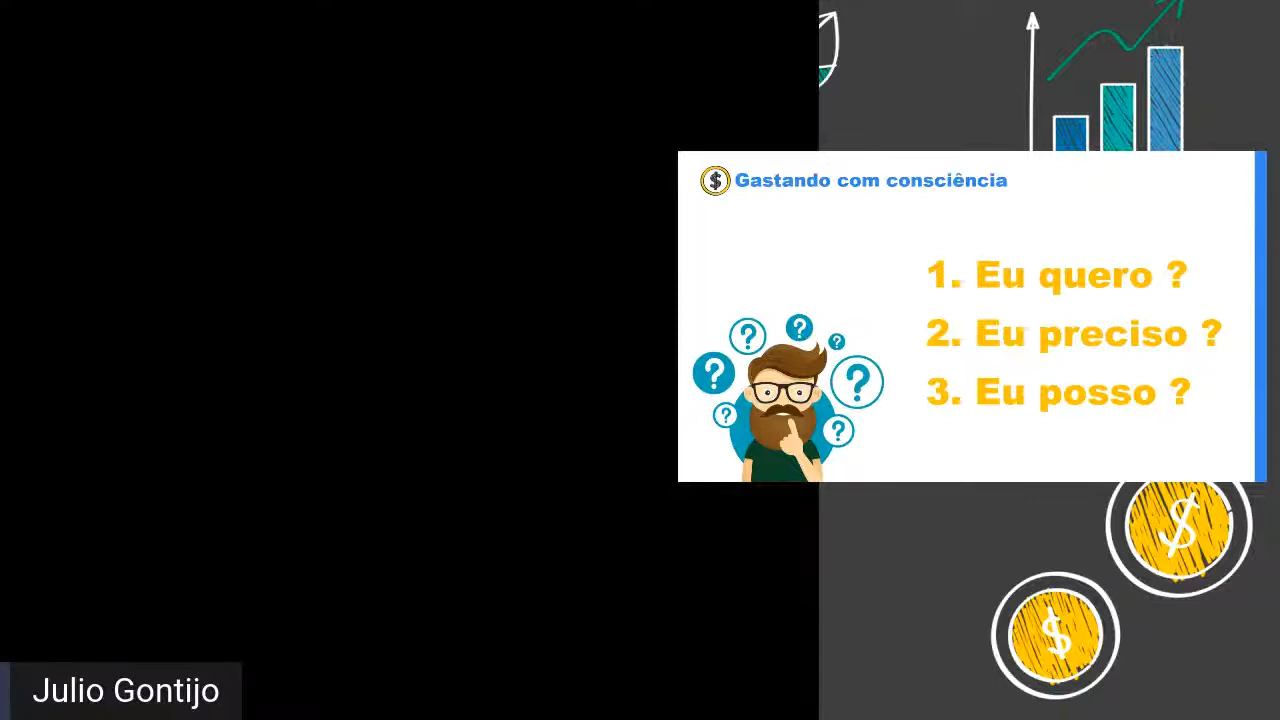 Gastando com consciência
1. Eu quero ?
2. Eu preciso ?
3. Eu posso ?
Julio Gontijo